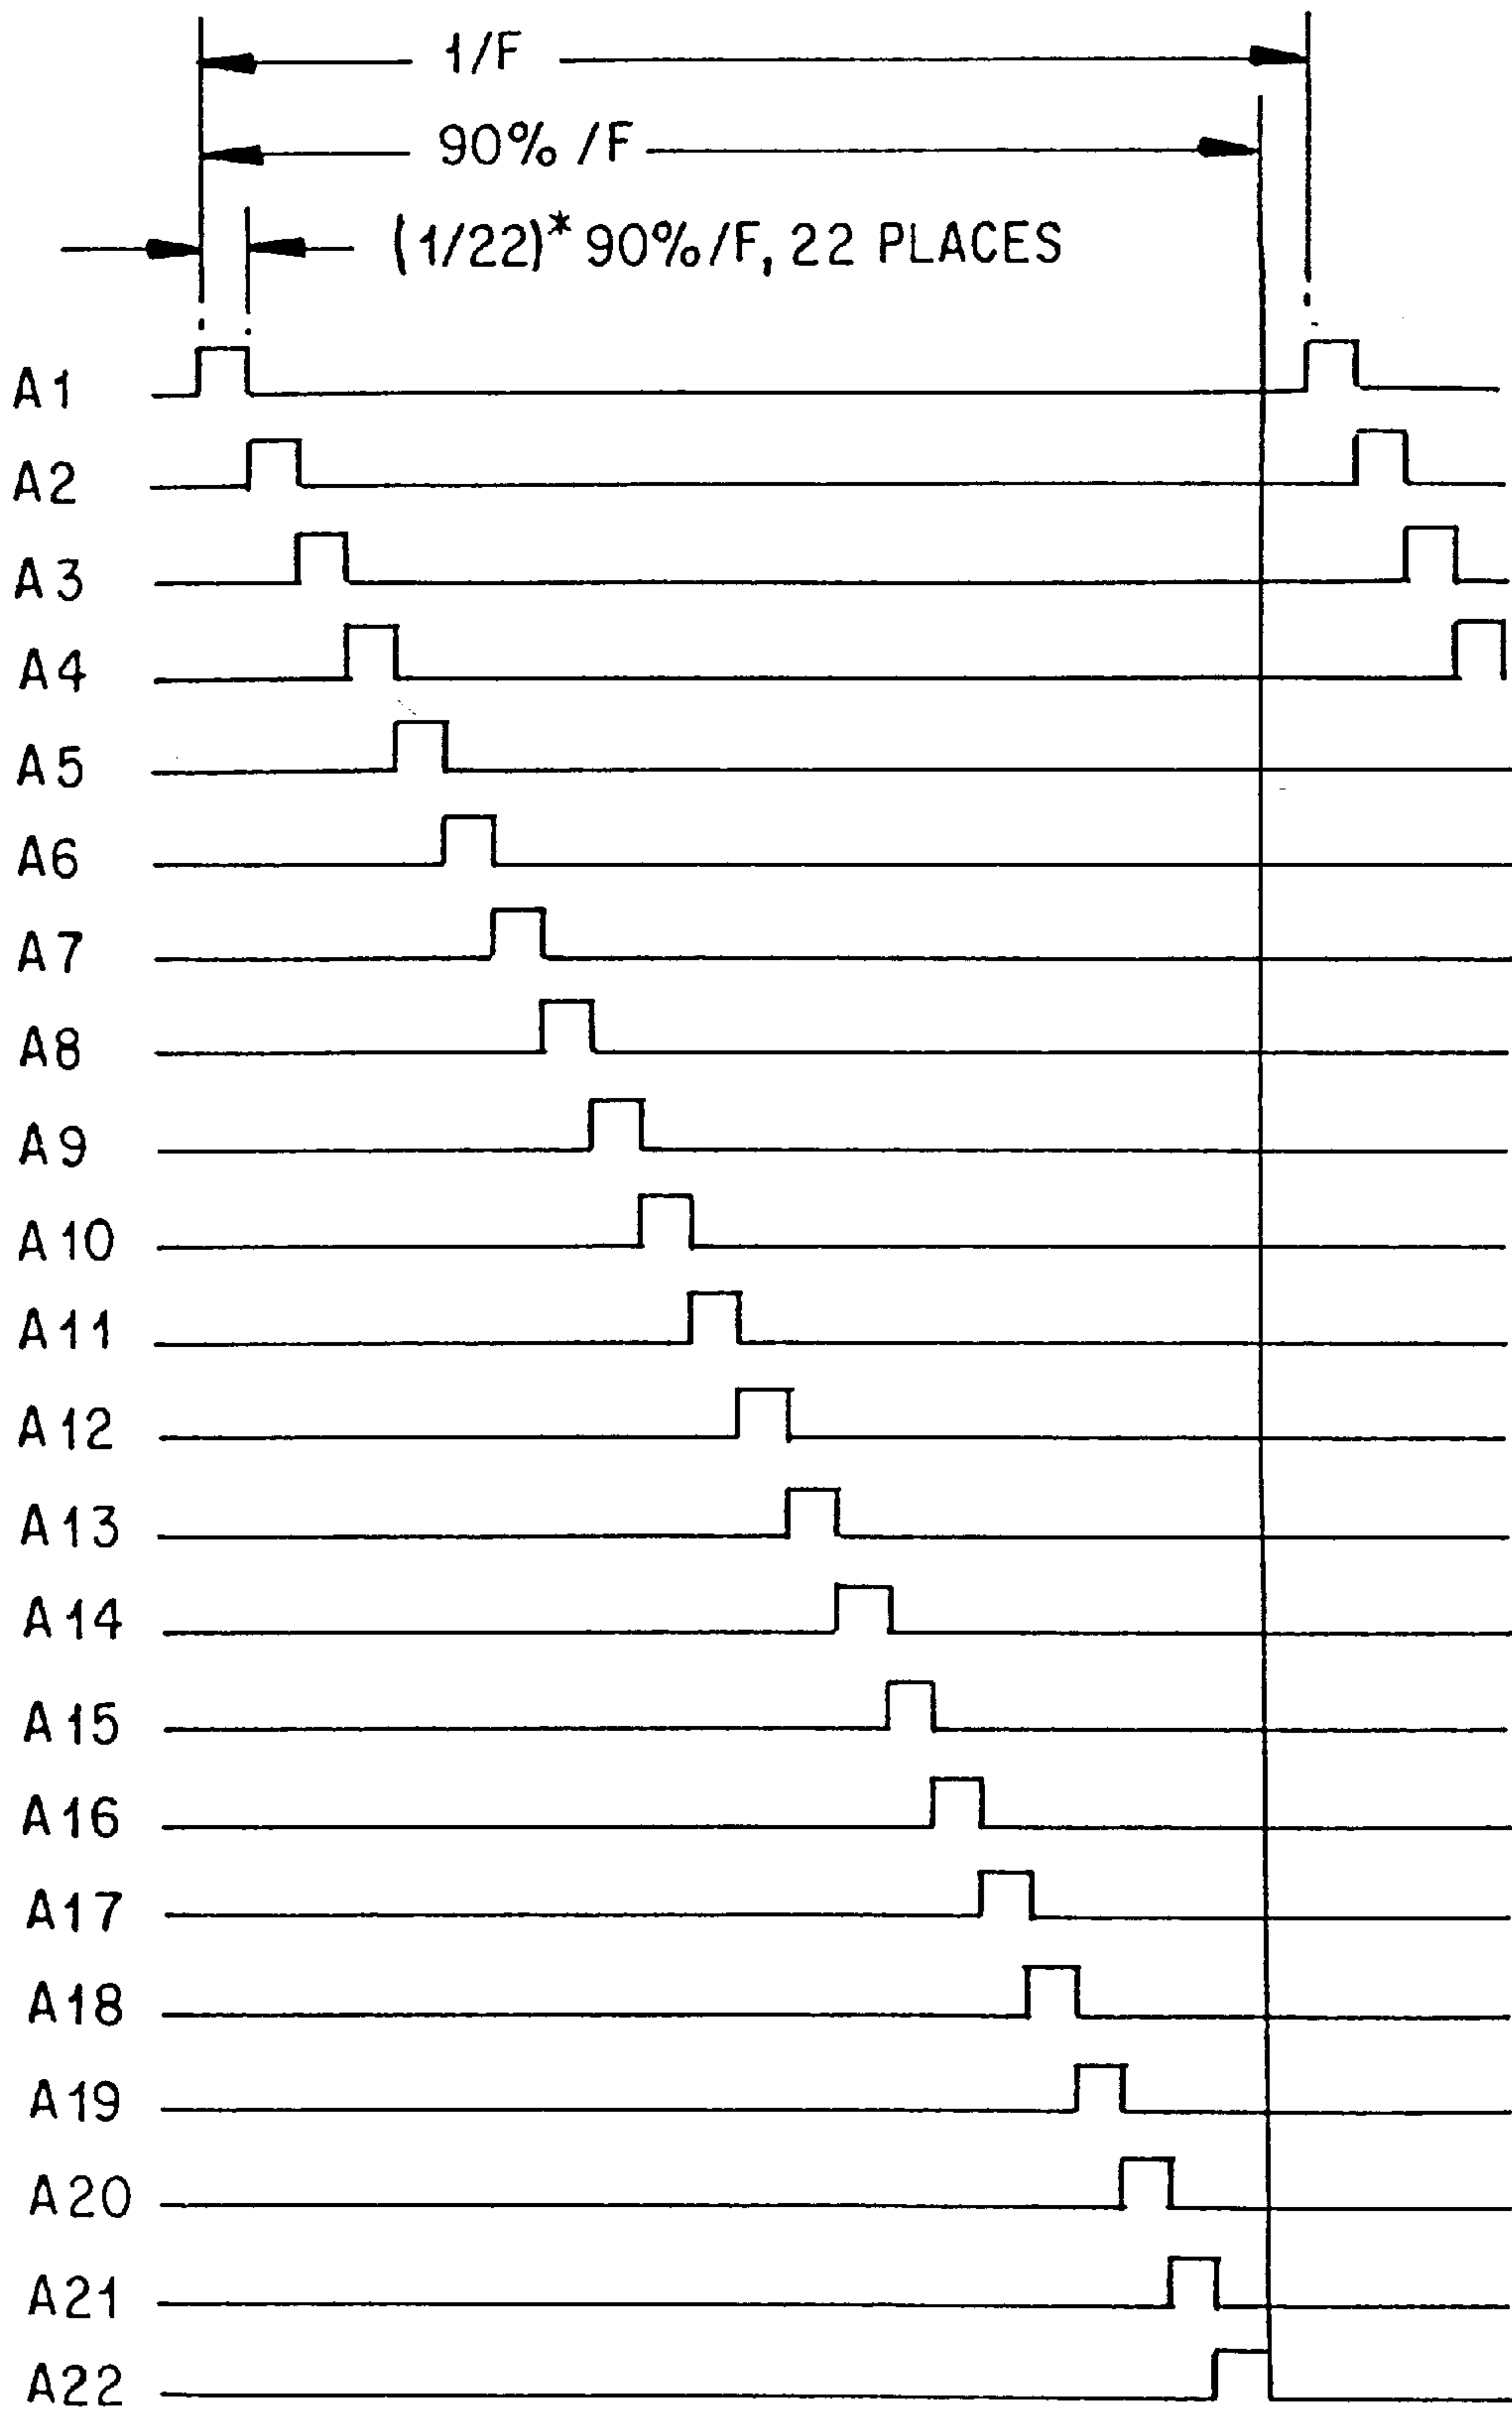 1/F
90% /F
(1/22)* 90%/F, 22 PLACES
A1
A2
A3
A4
A5
A6
A7
A8
A9
A10
A11
A12
A13
A14
A15
A16
A17
A18
A19
A20
A21
A22